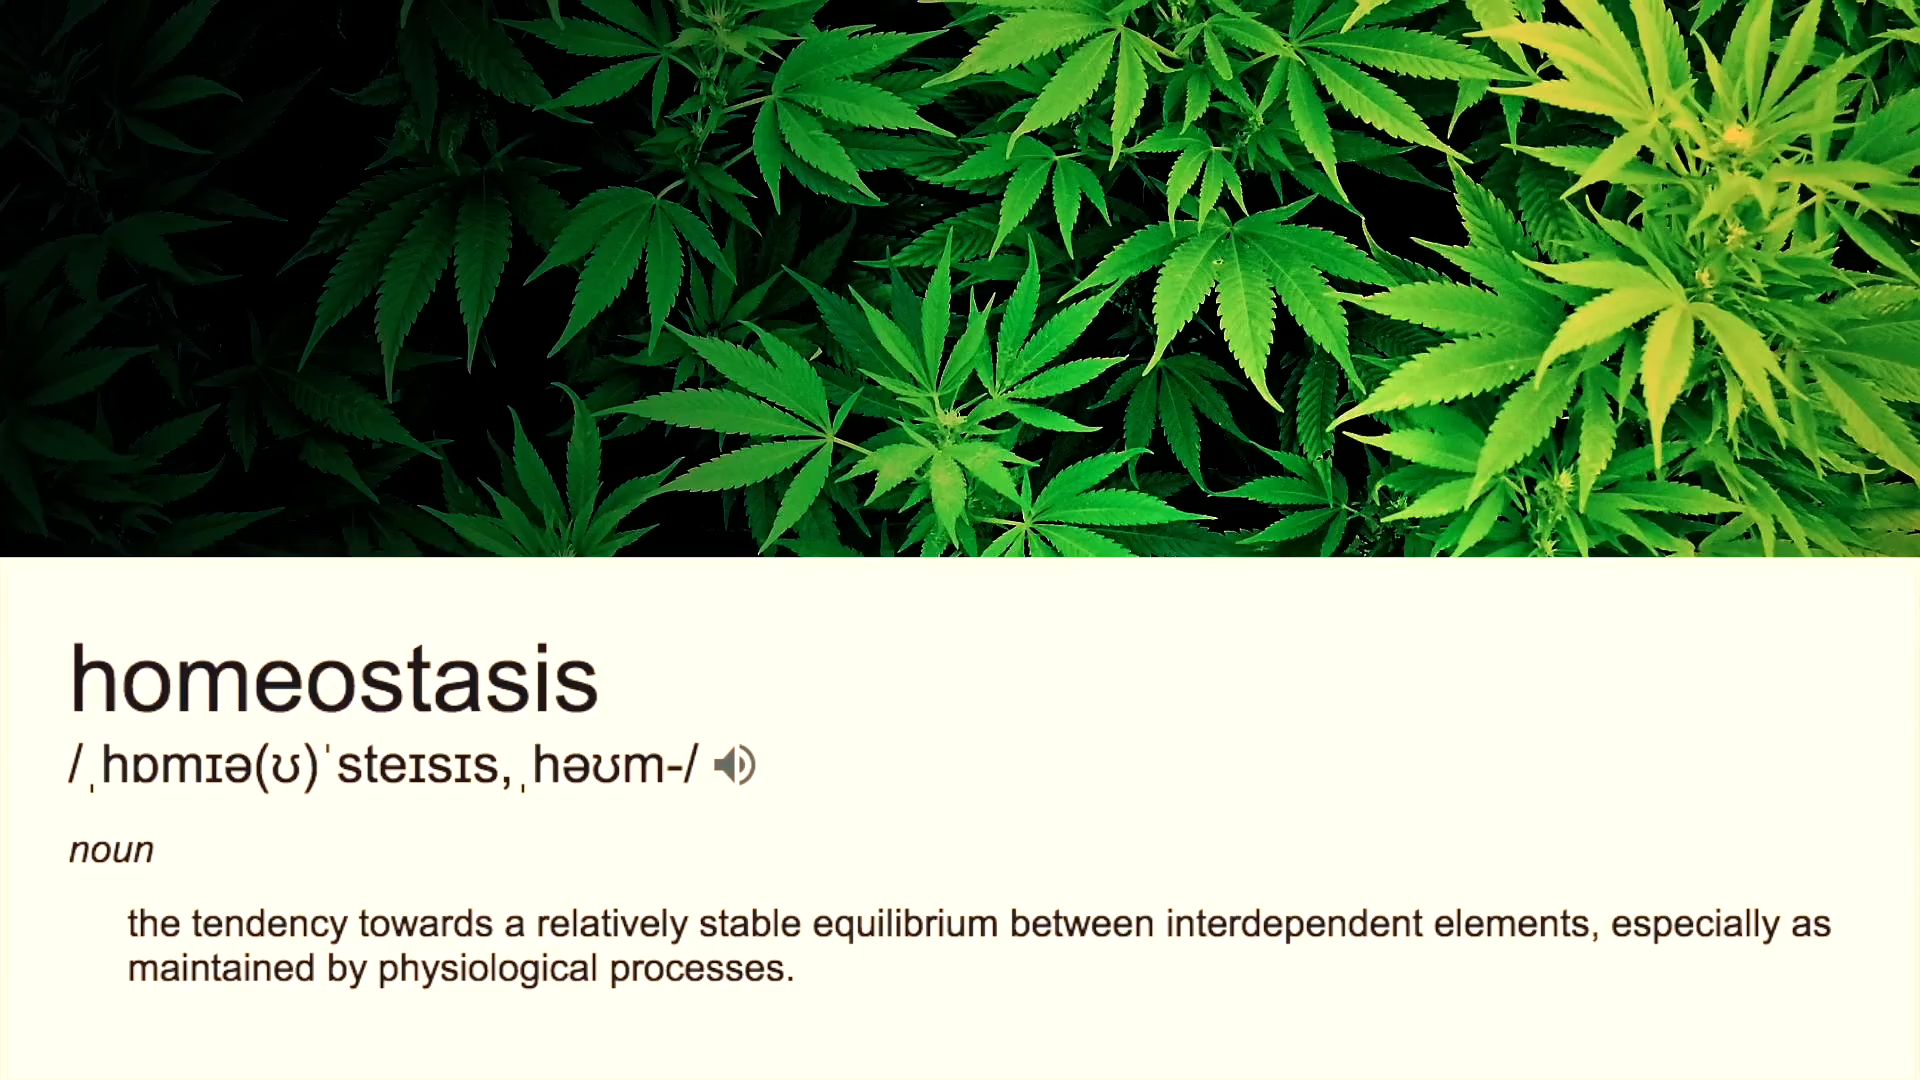 homeostasis
/ˌhɒmɪə(ʊ)ˈsteɪsɪs,ˌhəʊm-/
noun
the tendency towards a relatively stable equilibrium between interdependent elements, especially as
maintained by physiological processes.